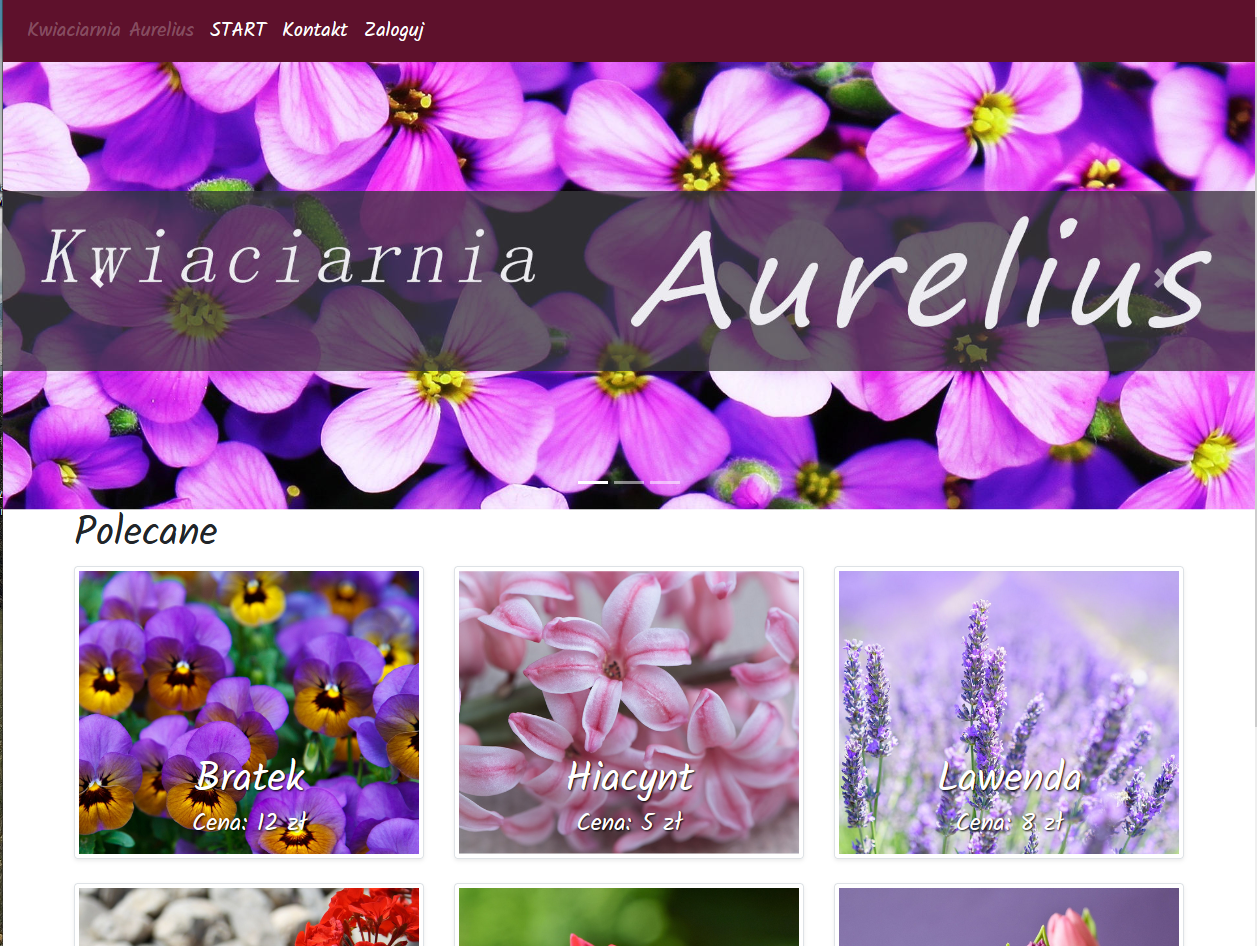 Kwiaciarnia Aurelius START Kontakt Zaloguj
Kwiaciarnia Aurelius
Polecane
Bratek Hiacynt Lawenda
Cena: 12 zł Cena: 5 zł Cena: 8 zł